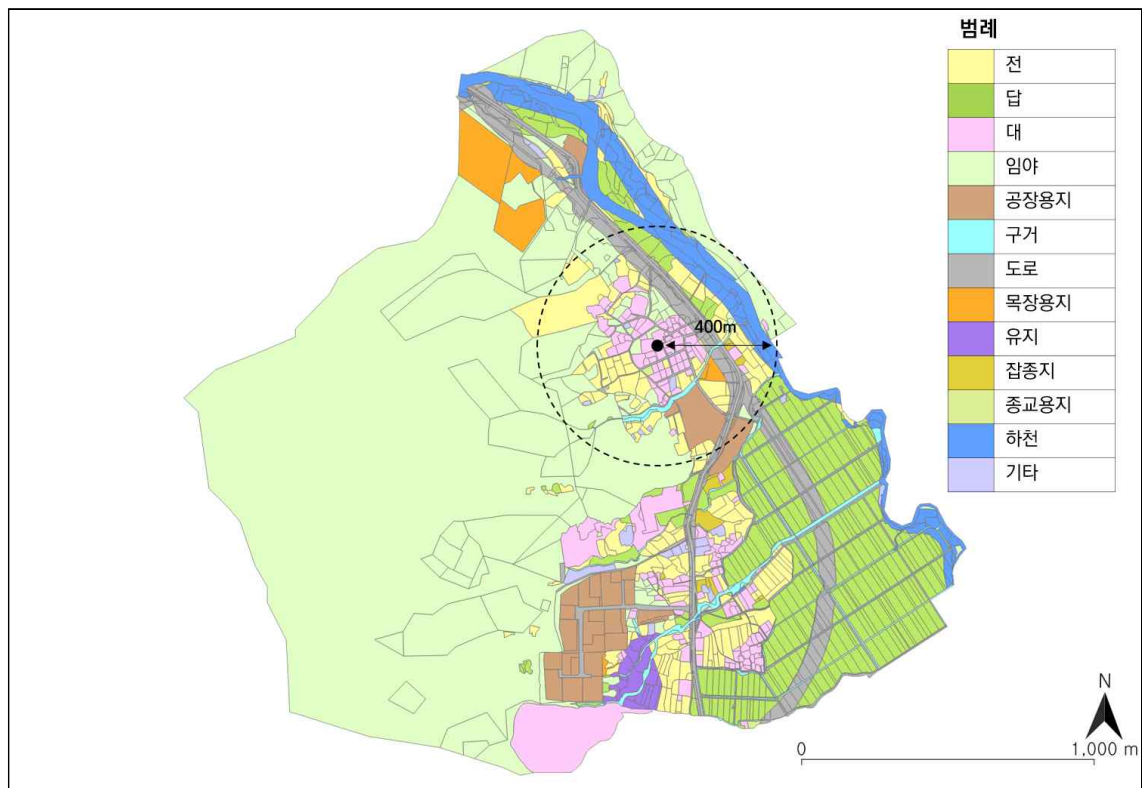 범례
전
답
대
임야
공장용지
구거
도로
목장용지
유지
잡종지
종교용지
하천
기타
400m
N
0 1,000 m